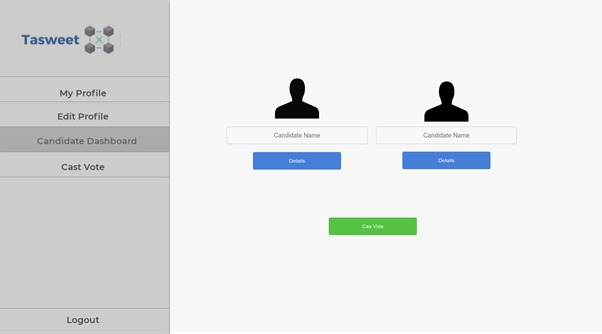 Tasweet
My Profile
Edit Profile
Candidate Dashboard
Cast Vote
Logout
Candidate Name
Candidate Name
Details
Details
Cas Vote